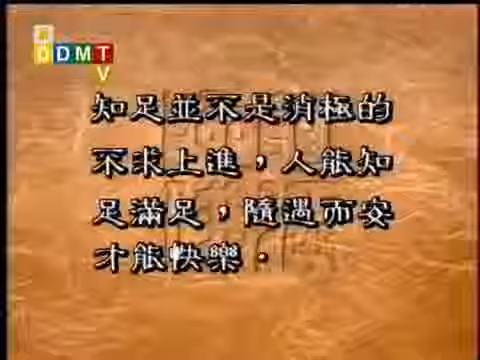 DDMT
V
知足並不是消極的
不求上進，人能知
足滿足，隨遇而安
才能快樂．